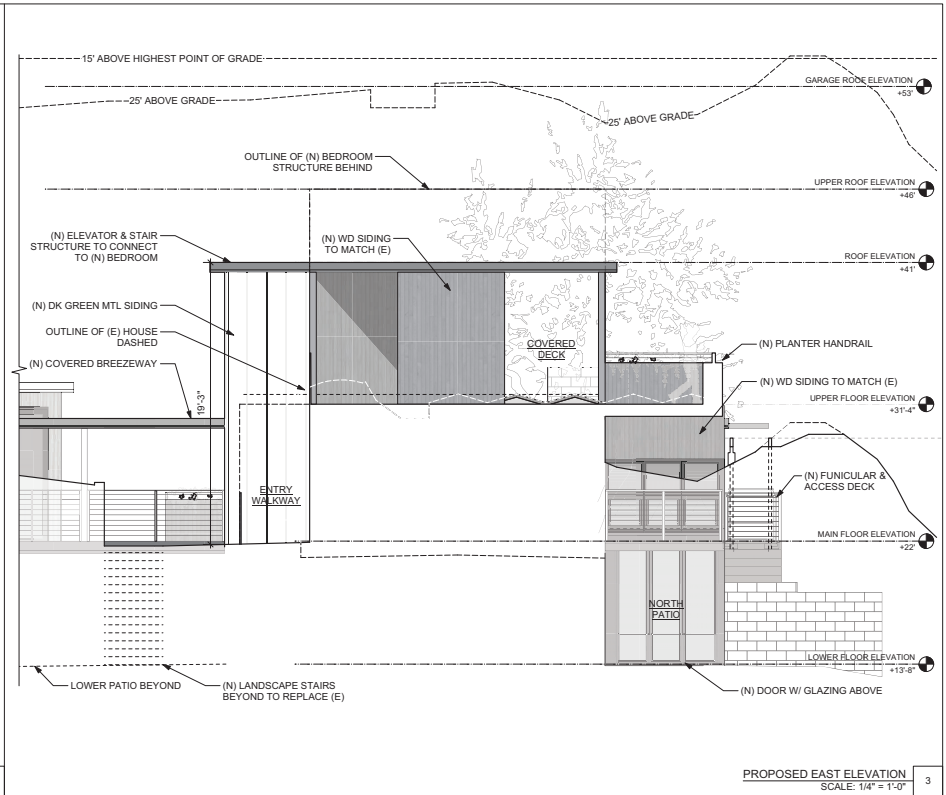 15' ABOVE HIGHEST POINT OF GRADE
GARAGE ROOF ELEVATION
+53'
25' ABOVE GRADE
25' ABOVE GRADE
OUTLINE OF (N) BEDROOM
STRUCTURE BEHIND
UPPER ROOF ELEVATION
+46'
(N) ELEVATOR & STAIR
STRUCTURE TO CONNECT
TO (N) BEDROOM
(N) WD SIDING
TO MATCH (E)
ROOF ELEVATION
+41'
(N) DK GREEN MTL SIDING
OUTLINE OF (E) HOUSE
DASHED
COVERED
DECK
(N) PLANTER HANDRAIL
(N) COVERED BREEZEWAY
19'-3"
(N) WD SIDING TO MATCH (E)
UPPER FLOOR ELEVATION
+31'-4"
ENTRY
WALKWAY
(N) FUNICULAR &
ACCESS DECK
MAIN FLOOR ELEVATION
+22'
NORTH
PATIO
LOWER FLOOR ELEVATION
+13'-8"
LOWER PATIO BEYOND
(N) LANDSCAPE STAIRS
BEYOND TO REPLACE (E)
(N) DOOR W/ GLAZING ABOVE
PROPOSED EAST ELEVATION
SCALE: 1/4" = 1'-0"
3